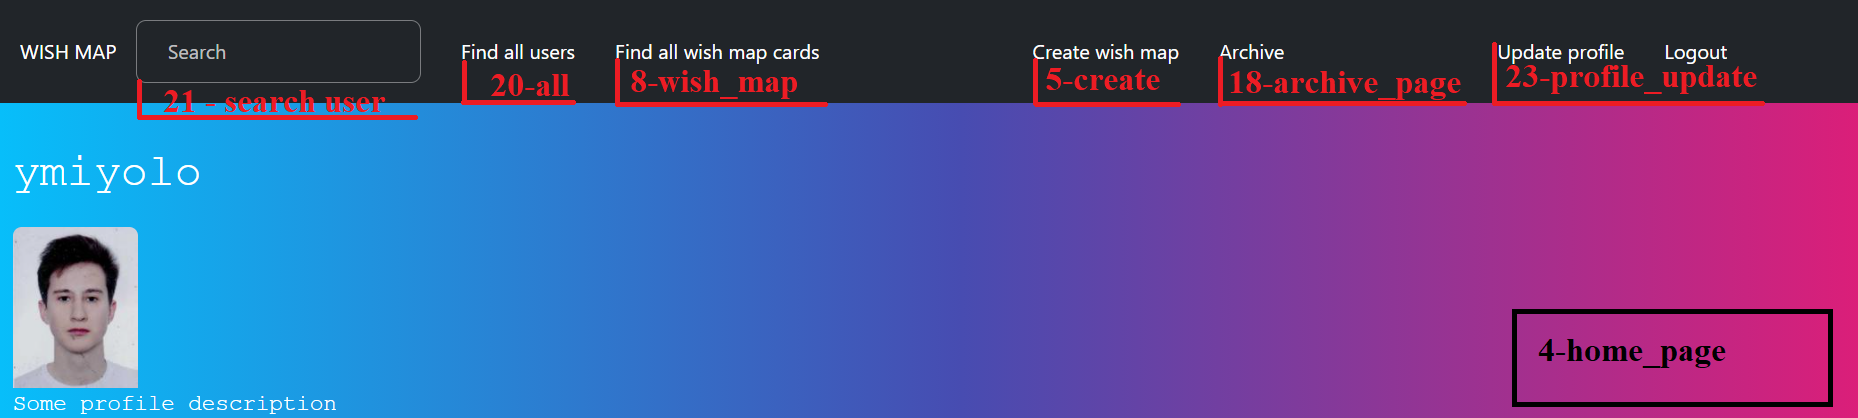 WISH MAP Search Find all users Find all wish map cards Create wish map Archive Update profile Logout
21 - search user 20-all 8-wish_map 5-create 18-archive_page 23-profile_update
ymiyolo
4-home_page
Some profile description